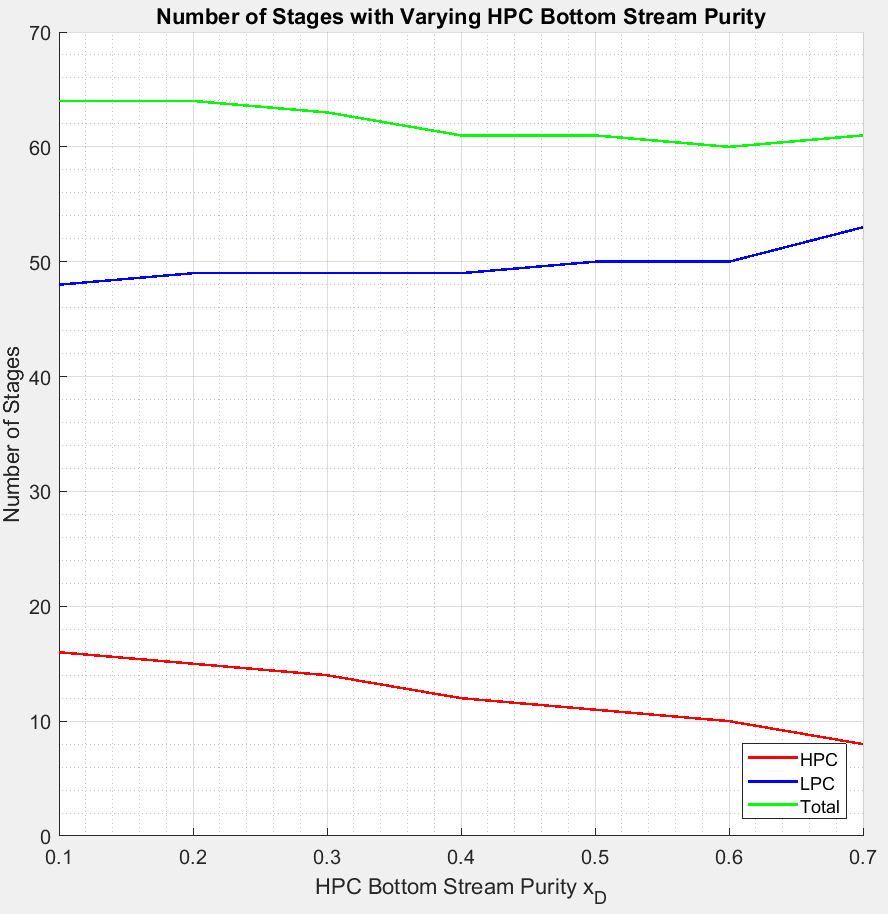 Number of Stages with Varying HPC Bottom Stream Purity
70
60
50
40
30
20
10
0
Number of Stages
0.1 0.2 0.3 0.4 0.5 0.6 0.7
HPC Bottom Stream Purity x_D
HPC
LPC
Total